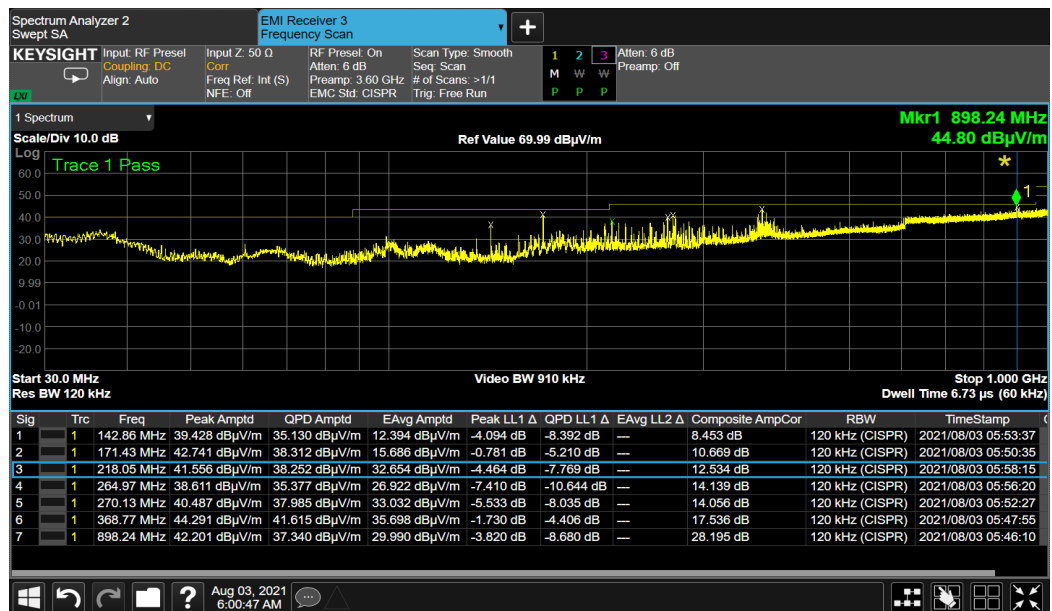 Spectrum Analyzer 2
Swept SA
EMI Receiver 3
Frequency Scan
KEYSIGHT
LXI
Input: RF Presel
Coupling: DC
Align: Auto
Input Z: 50 Ω
Corr
Freq Ref: Int (S)
NFE: Off
RF Presel: On
Atten: 6 dB
Preamp: 3.60 GHz
EMC Std: CISPR
Scan Type: Smooth
Seq: Scan
# of Scans: >1/1
Trig: Free Run
1 2 3
M W W
P P P
Atten: 6 dB
Preamp: Off
1 Spectrum
Mkr1 898.24 MHz
Scale/Div 10.0 dB
Ref Value 69.99 dBµV/m
44.80 dBµV/m
Log
Trace 1 Pass
*
60.0
50.0
1
40.0
30.0
20.0
9.99
-0.01
-10.0
-20.0
Start 30.0 MHz
Video BW 910 kHz
Stop 1.000 GHz
Res BW 120 kHz
Dwell Time 6.73 µs (60 kHz)
Sig Trc Freq Peak Amptd QPD Amptd EAvg Amptd Peak LL1 Δ QPD LL1 Δ EAvg LL2 Δ Composite AmpCor RBW TimeStamp
1 1 142.86 MHz 39.428 dBµV/m 35.130 dBµV/m 12.394 dBµV/m -4.094 dB -8.392 dB --- 8.453 dB 120 kHz (CISPR) 2021/08/03 05:53:37
2 1 171.43 MHz 42.741 dBµV/m 38.312 dBµV/m 15.686 dBµV/m -0.781 dB -5.210 dB --- 10.669 dB 120 kHz (CISPR) 2021/08/03 05:50:35
3 1 218.05 MHz 41.556 dBµV/m 38.252 dBµV/m 32.654 dBµV/m -4.464 dB -7.769 dB --- 12.534 dB 120 kHz (CISPR) 2021/08/03 05:58:15
4 1 264.97 MHz 38.611 dBµV/m 35.377 dBµV/m 26.922 dBµV/m -7.410 dB -10.644 dB --- 14.139 dB 120 kHz (CISPR) 2021/08/03 05:56:20
5 1 270.13 MHz 40.487 dBµV/m 37.985 dBµV/m 33.032 dBµV/m -5.533 dB -8.035 dB --- 14.056 dB 120 kHz (CISPR) 2021/08/03 05:52:27
6 1 368.77 MHz 44.291 dBµV/m 41.615 dBµV/m 35.698 dBµV/m -1.730 dB -4.406 dB --- 17.536 dB 120 kHz (CISPR) 2021/08/03 05:47:55
7 1 898.24 MHz 42.201 dBµV/m 37.340 dBµV/m 29.990 dBµV/m -3.820 dB -8.680 dB --- 28.195 dB 120 kHz (CISPR) 2021/08/03 05:46:10
?
Aug 03, 2021
6:00:47 AM